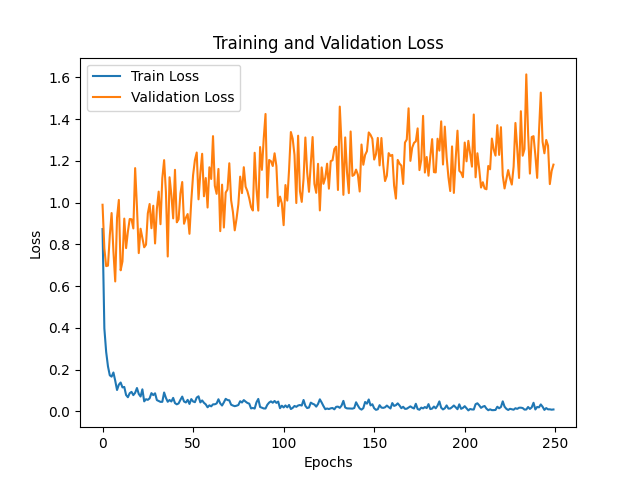 Training and Validation Loss
Train Loss
Validation Loss
1.6
1.4
1.2
1.0
0.8
0.6
0.4
0.2
0.0
Loss
0 50 100 150 200 250
Epochs